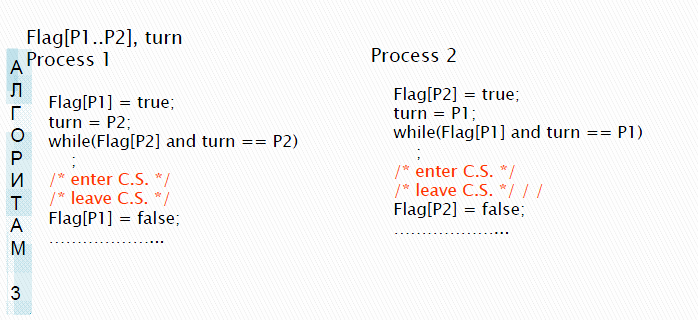 Flag[P1..P2], turn
Process 1
Flag[P1] = true;
turn = P2;
while(Flag[P2] and turn == P2)
;
/* enter C.S. */
/* leave C.S. */
Flag[P1] = false;
.....................
Process 2
Flag[P2] = true;
turn = P1;
while(Flag[P1] and turn == P1)
;
/* enter C.S. */
/* leave C.S. */ / /
Flag[P2] = false;
.....................
АЛГОРИТАМ 3